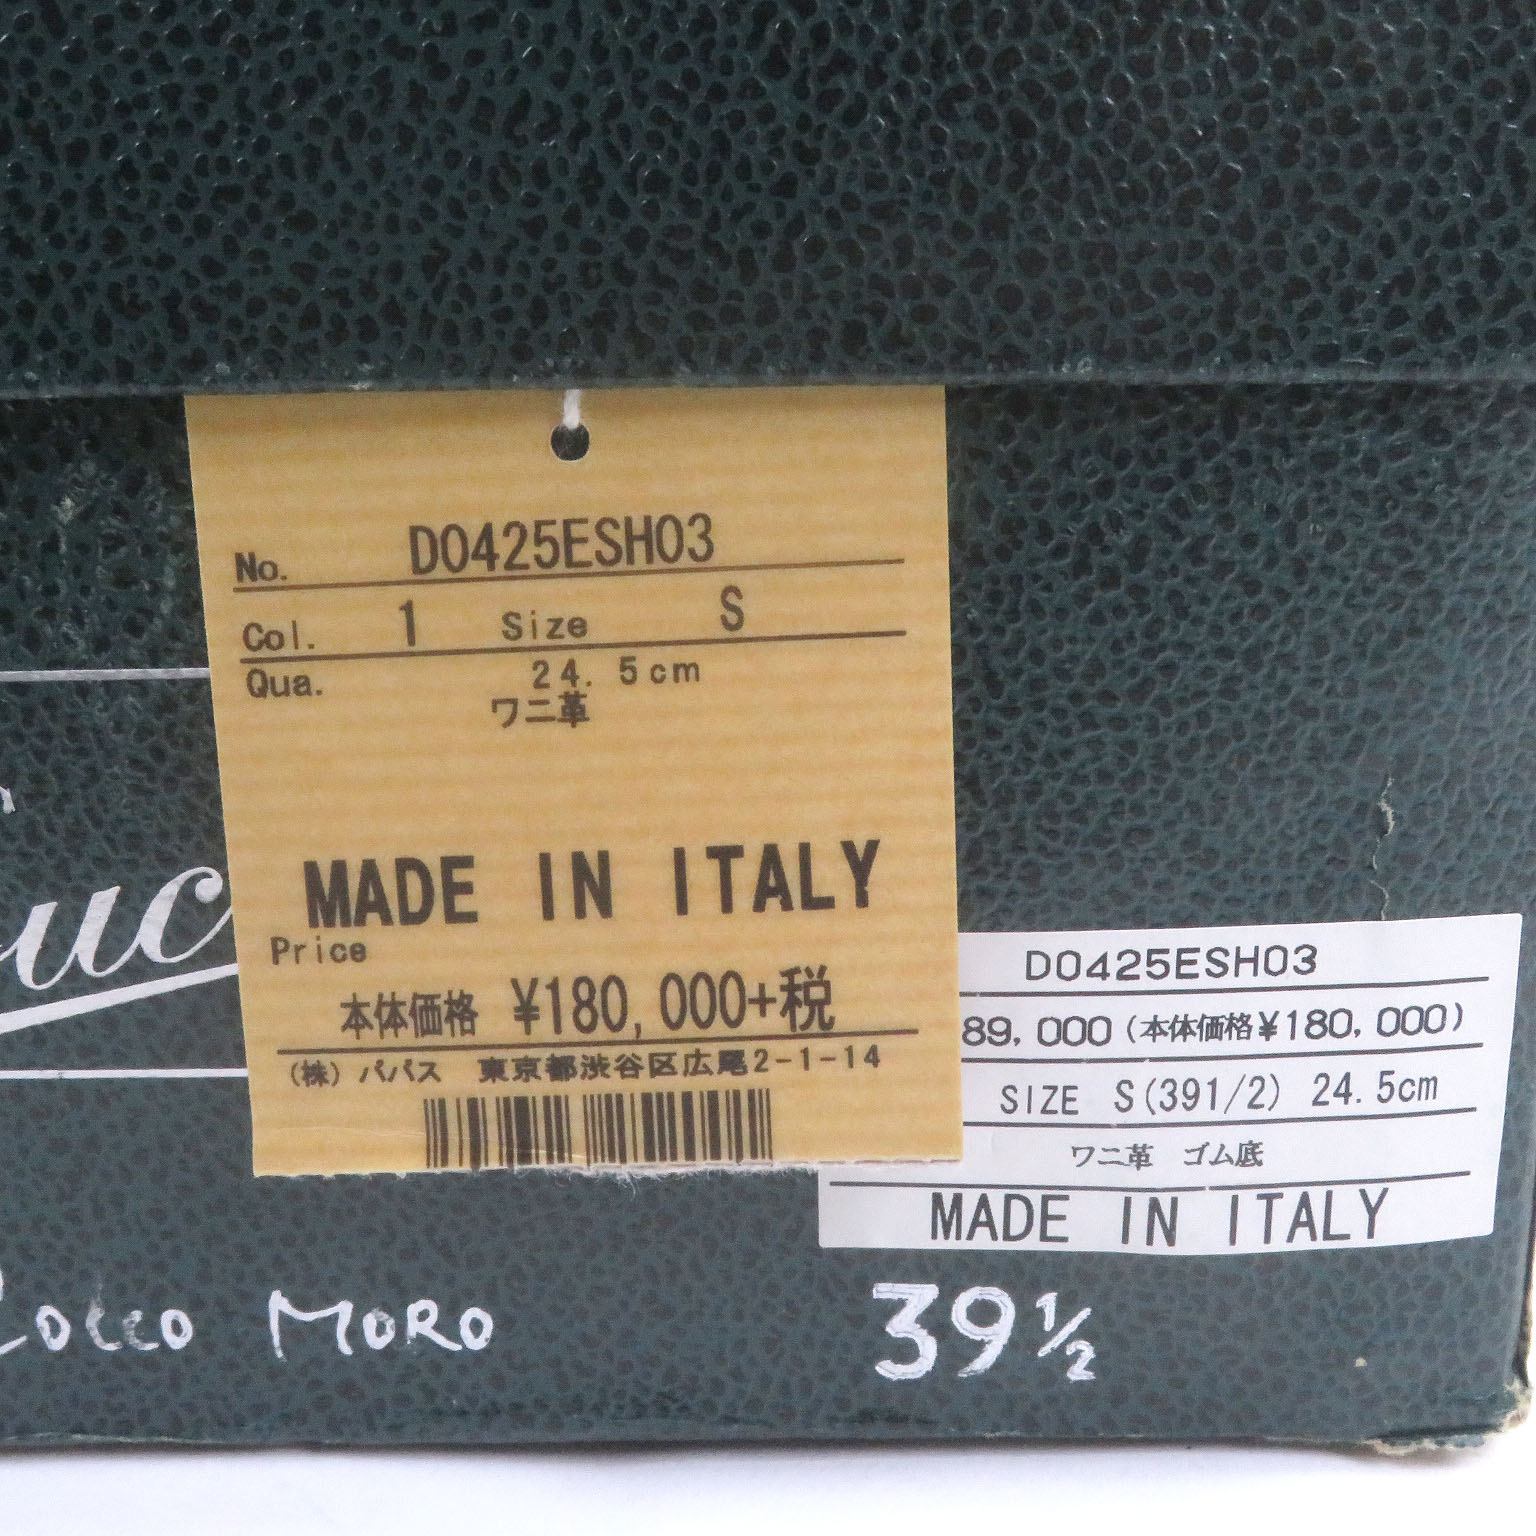 No. D0425ESH03
Col. 1 Size S
Qua. 24.5cm
ワニ革
MADE IN ITALY
Price
本体価格 ¥180,000+税
(株) パパス 東京都渋谷区広尾2-1-14
D0425ESH03
89,000 (本体価格¥180,000)
SIZE S(391/2) 24.5cm
ワニ革 ゴム底
MADE IN ITALY
MORO 39½